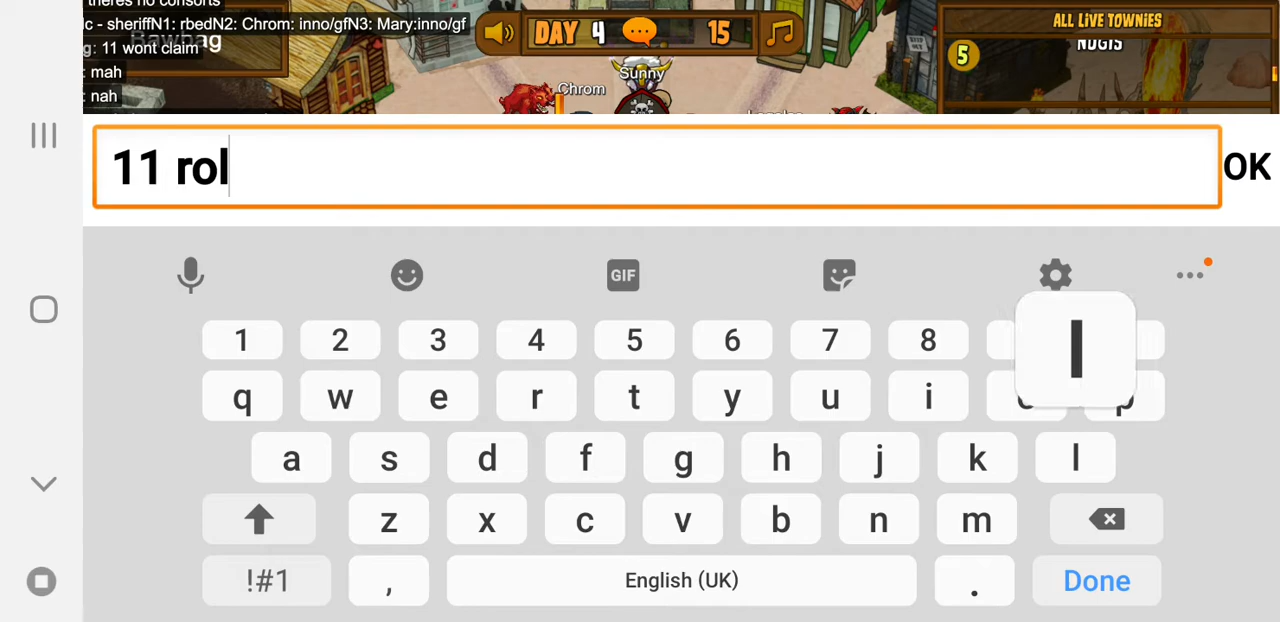 theres no consorts
lc - sheriffN1: rbedN2: Chrom: inno/gfN3: Mary:inno/gf
g: 11 wont claim
: mah
: nah
DAY 4 15
Sunny
Chrom
ALL LIVE TOWNIES
5
11 rol
OK
GIF
l
1 2 3 4 5 6 7 8
q w e r t y u i p
a s d f g h j k l
z x c v b n m
!#1 , English (UK) . Done